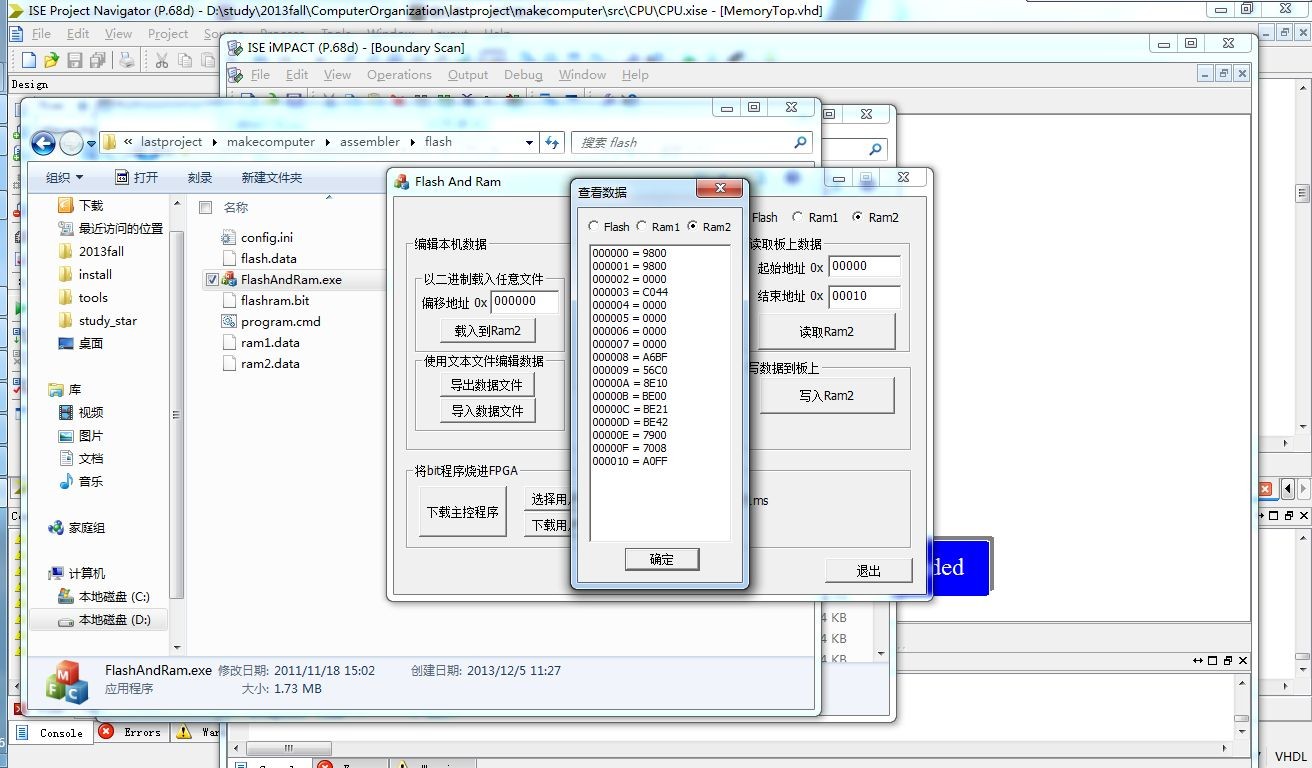 ISE Project Navigator (P.68d) - D:\study\2013fall\ComputerOrganization\lastproject\makecomputer\src\CPU\CPU.xise - [MemoryTop.vhd]
File Edit View Project
ISE iMPACT (P.68d) - [Boundary Scan]
File Edit View Operations Output Debug Window Help
Design
« lastproject makecomputer assembler flash
搜索 flash
组织 打开 刻录 新建文件夹
下载
最近访问的位置
2013fall
install
tools
study_star
桌面
库
视频
图片
文档
音乐
家庭组
计算机
本地磁盘 (C:)
本地磁盘 (D:)
名称
config.ini
flash.data
FlashAndRam.exe
flashram.bit
program.cmd
ram1.data
ram2.data
FlashAndRam.exe 修改日期: 2011/11/18 15:02 创建日期: 2013/12/5 11:27
应用程序 大小: 1.73 MB
Flash And Ram
编辑本机数据
以二进制载入任意文件
偏移地址 0x 000000
载入到Ram2
使用文本文件编辑数据
导出数据文件
导入数据文件
将bit程序烧进FPGA
下载主控程序
选择用
下载用
查看数据
Flash Ram1 Ram2
000000 = 9800
000001 = 9800
000002 = 0000
000003 = C044
000004 = 0000
000005 = 0000
000006 = 0000
000007 = 0000
000008 = A6BF
000009 = 56C0
00000A = 8E10
00000B = BE00
00000C = BE21
00000D = BE42
00000E = 7900
00000F = 7008
000010 = A0FF
确定
Flash Ram1 Ram2
读取板上数据
起始地址 0x 00000
结束地址 0x 00010
读取Ram2
写数据到板上
写入Ram2
ms
退出
ded
4 KB
4 KB
4 KB
Console Errors
VHDL